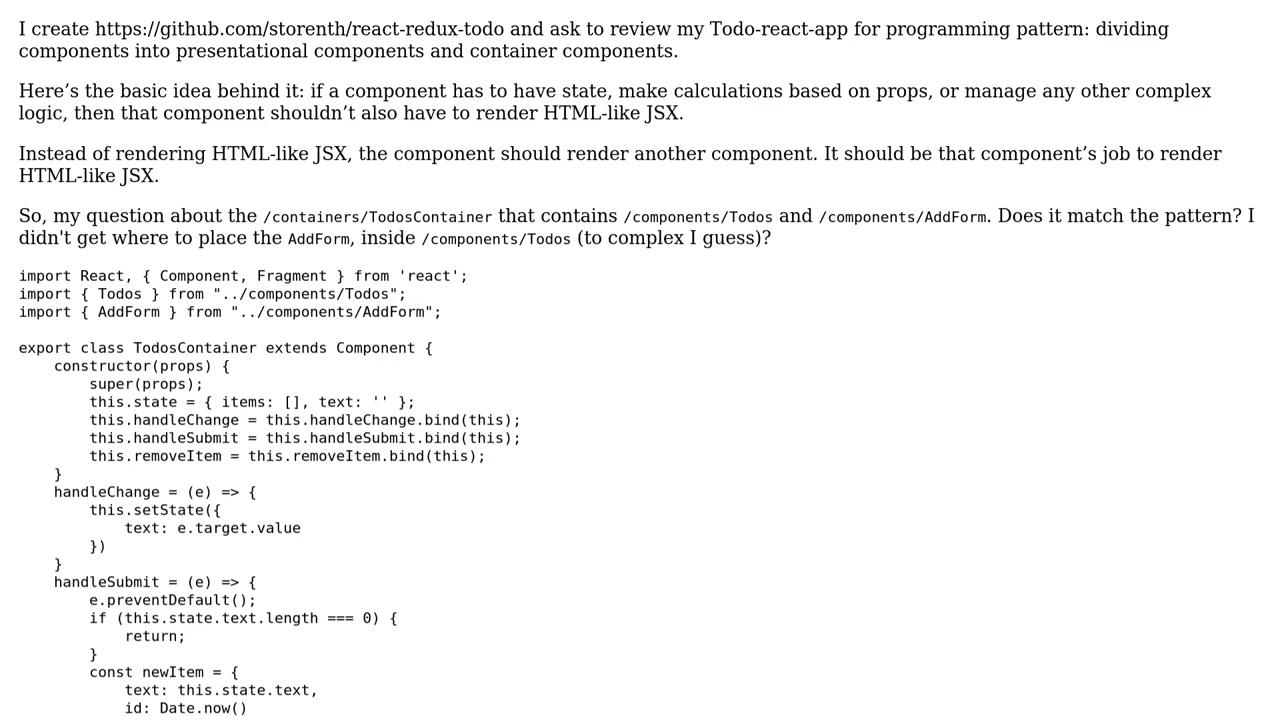 I create https://github.com/storenth/react-redux-todo and ask to review my Todo-react-app for programming pattern: dividing
components into presentational components and container components.
Here’s the basic idea behind it: if a component has to have state, make calculations based on props, or manage any other complex
logic, then that component shouldn’t also have to render HTML-like JSX.
Instead of rendering HTML-like JSX, the component should render another component. It should be that component’s job to render
HTML-like JSX.
So, my question about the /containers/TodosContainer that contains /components/Todos and /components/AddForm. Does it match the pattern? I
didn't get where to place the AddForm, inside /components/Todos (to complex I guess)?
import React, { Component, Fragment } from 'react';
import { Todos } from "../components/Todos";
import { AddForm } from "../components/AddForm";
export class TodosContainer extends Component {
    constructor(props) {
        super(props);
        this.state = { items: [], text: '' };
        this.handleChange = this.handleChange.bind(this);
        this.handleSubmit = this.handleSubmit.bind(this);
        this.removeItem = this.removeItem.bind(this);
    }
    handleChange = (e) => {
        this.setState({
            text: e.target.value
        })
    }
    handleSubmit = (e) => {
        e.preventDefault();
        if (this.state.text.length === 0) {
            return;
        }
        const newItem = {
            text: this.state.text,
            id: Date.now()